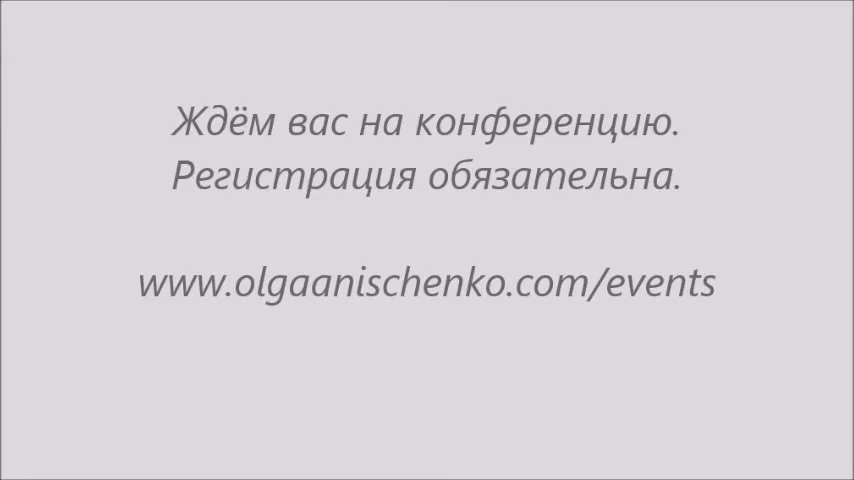 Ждём вас на конференцию.
Регистрация обязательна.
www.olgaanischenko.com/events